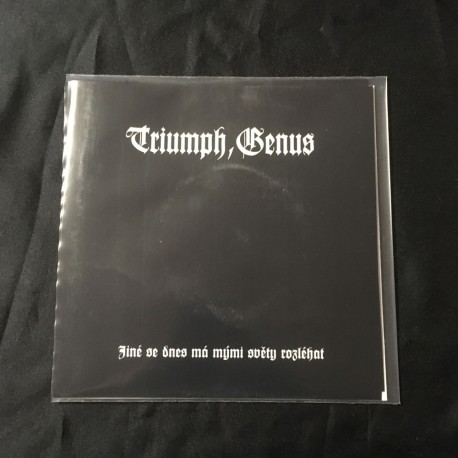 Triumph, Genus
Jiné se dnes má mými světy rozléhat